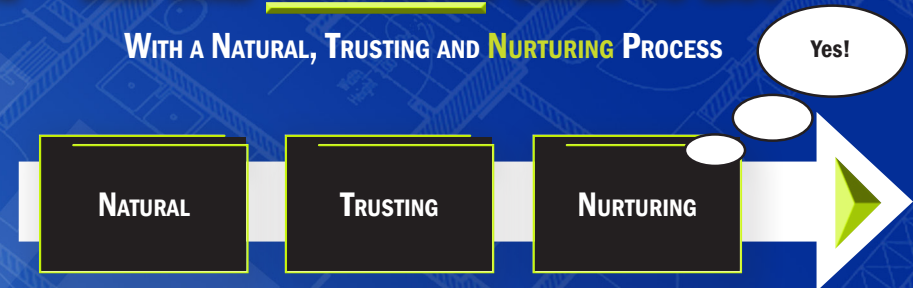 With a Natural, Trusting and Nurturing Process
Yes!
Natural
Trusting
Nurturing